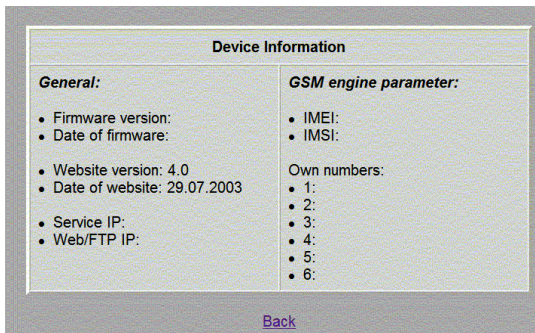 Device Information
General:
Firmware version:
Date of firmware:
Website version: 4.0
Date of website: 29.07.2003
Service IP:
Web/FTP IP:
GSM engine parameter:
IMEI:
IMSI:
Own numbers:
1:
2:
3:
4:
5:
6:
Back